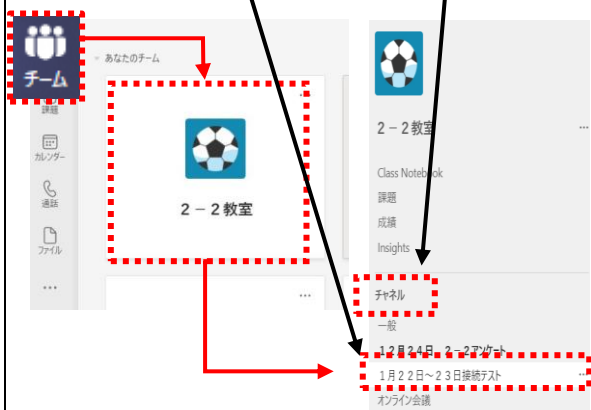 チーム
課題
カレンダー
通話
ファイル
あなたのチーム
２－２教室
２－２教室
Class Notebook
課題
成績
Insights
チャネル
一般
１２月２４日　２－２アンケート
１月２２日～２３日接続テスト
オンライン会議